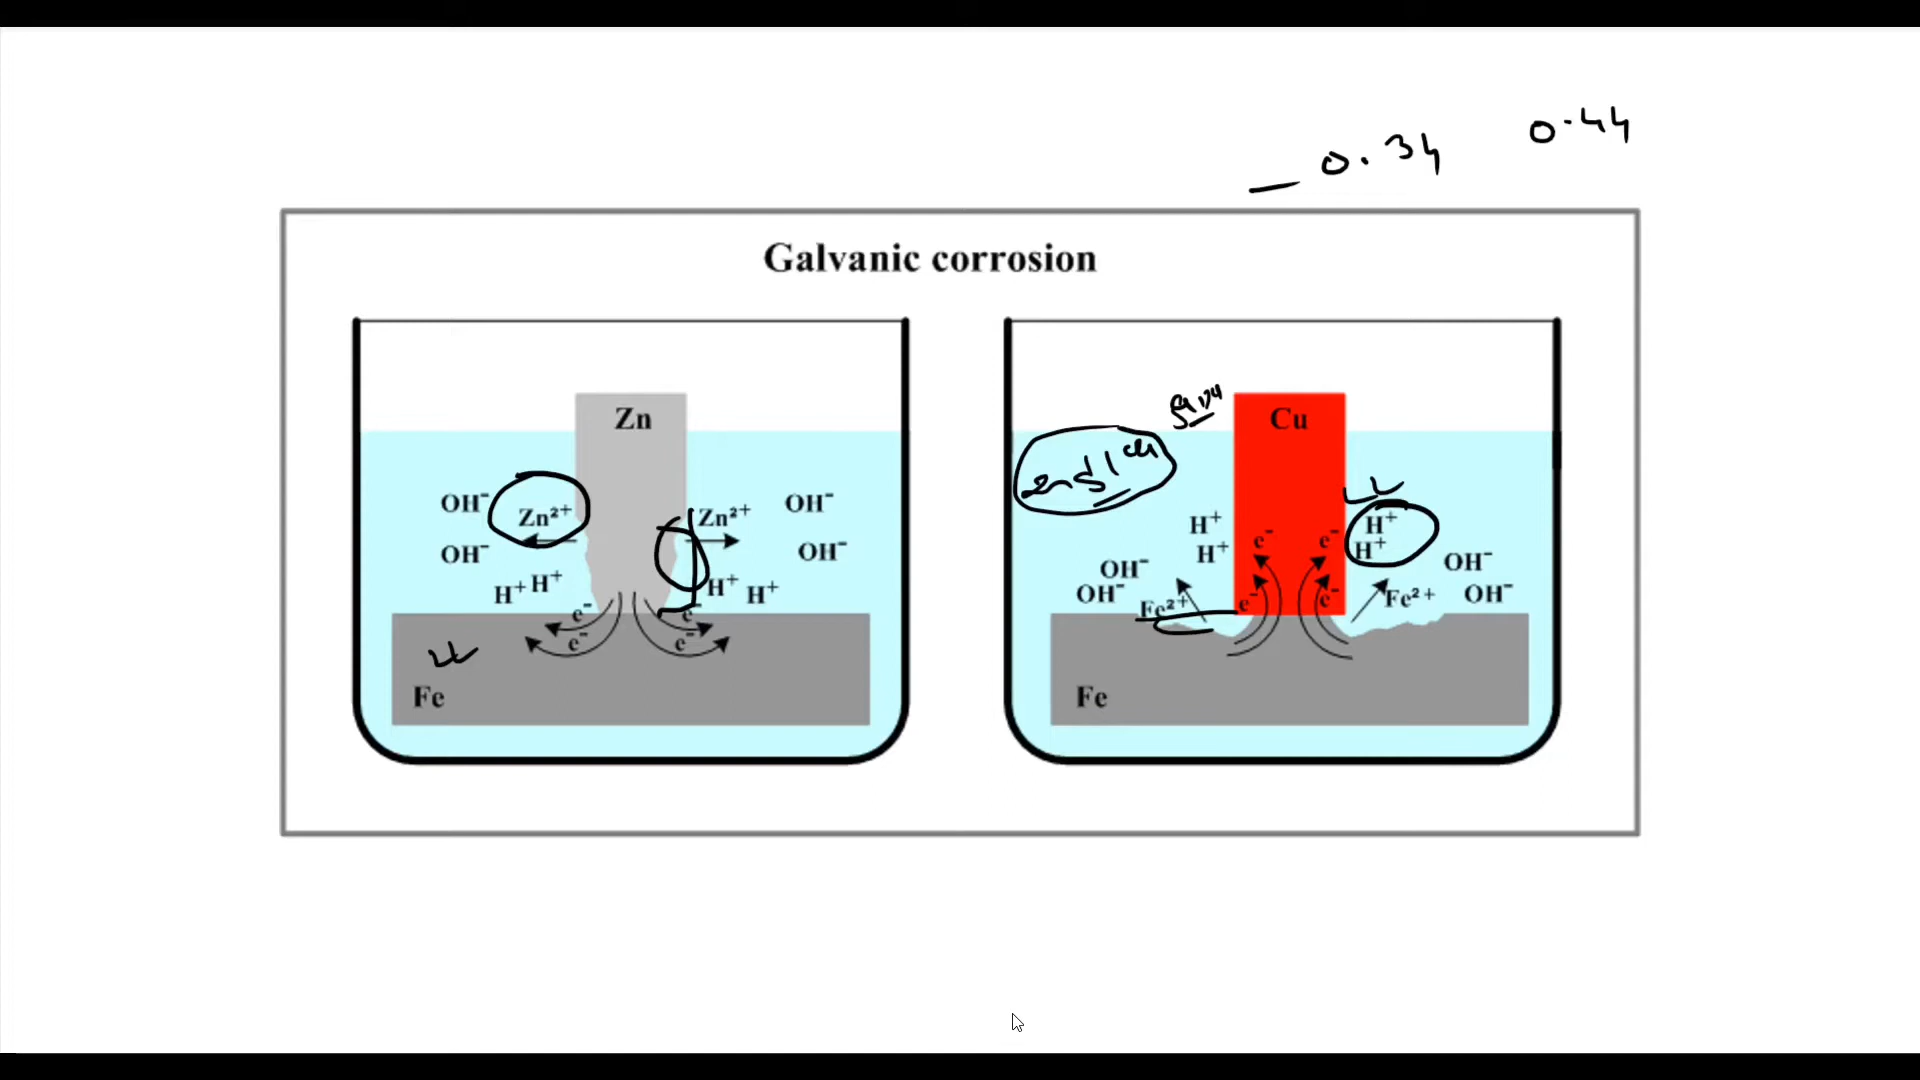 0.44
— 0.34
Galvanic corrosion
Zn
Cu
OH⁻ Zn²⁺ Zn²⁺ OH⁻
OH⁻ OH⁻
H⁺ H⁺ H⁺ H⁺
e⁻ e⁻
e⁻ e⁻
Fe
H⁺ e⁻ e⁻ H⁺
H⁺ H⁺
OH⁻ OH⁻
OH⁻ Fe²⁺ e⁻ e⁻ Fe²⁺ OH⁻
Fe